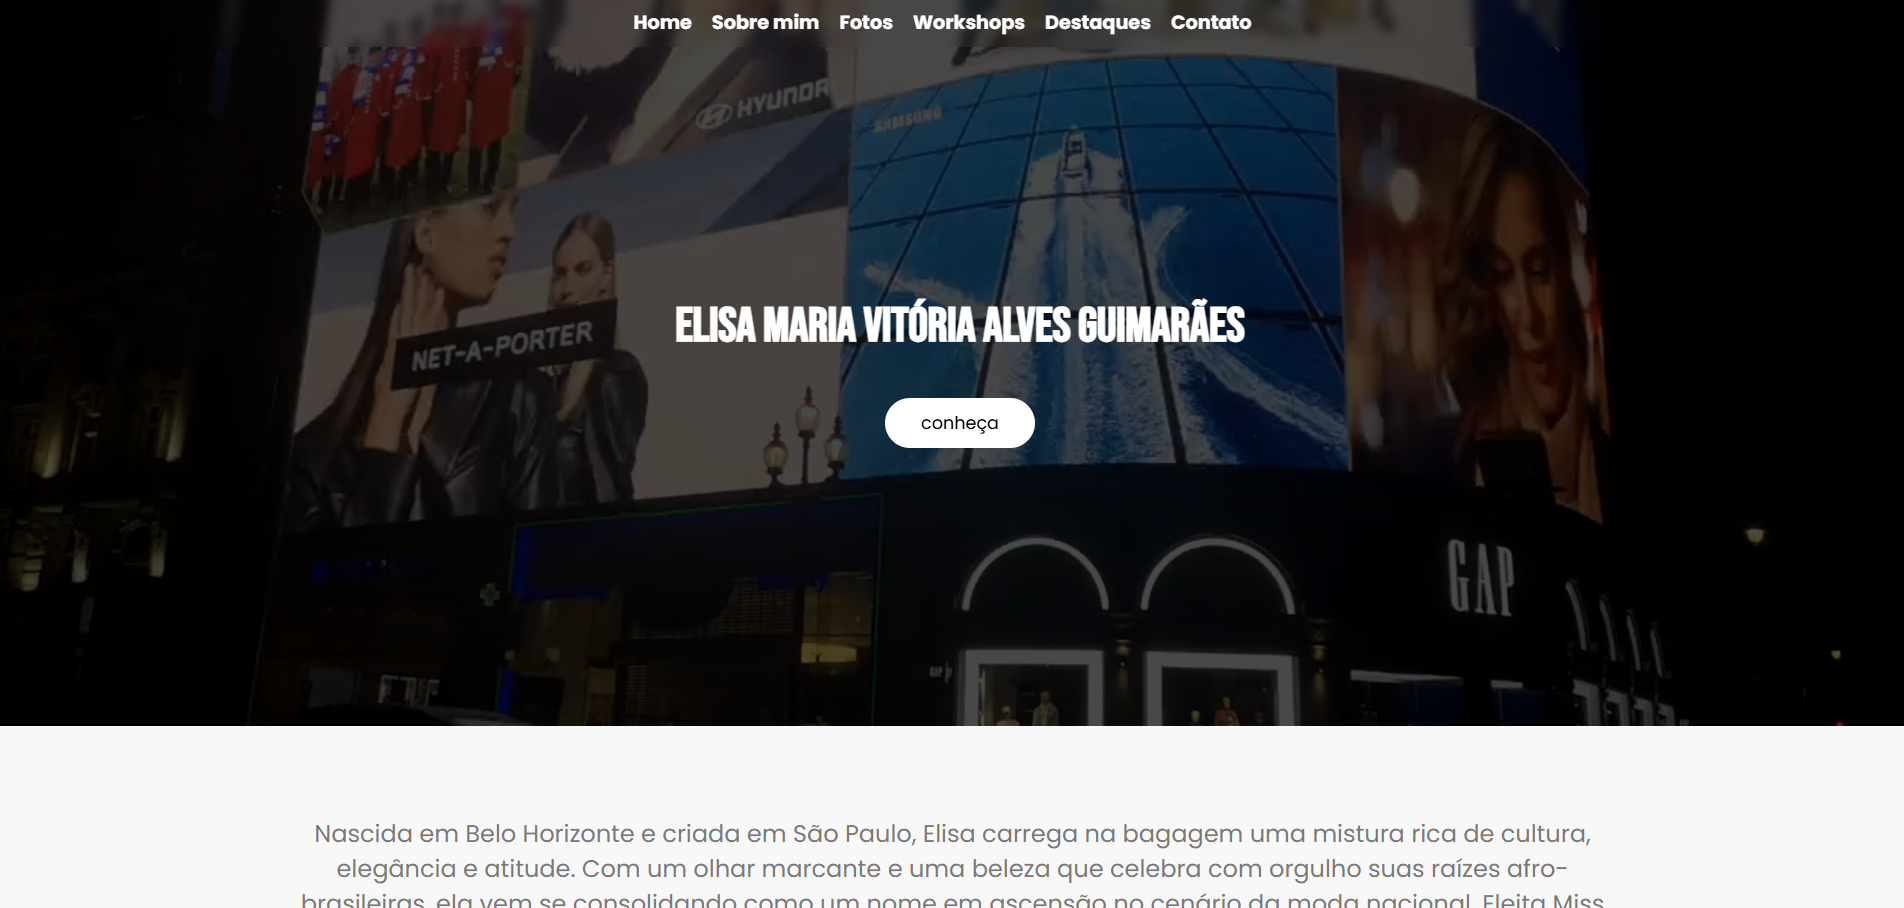 Home Sobre mim Fotos Workshops Destaques Contato
HYUNDAI
SAMSUNG
ELISA MARIA VITÓRIA ALVES GUIMARÃES
NET-A-PORTER
conheça
GAP
GAP
Nascida em Belo Horizonte e criada em São Paulo, Elisa carrega na bagagem uma mistura rica de cultura,
elegância e atitude. Com um olhar marcante e uma beleza que celebra com orgulho suas raízes afro-
brasileiras, ela vem se consolidando como um nome em ascensão no cenário da moda nacional. Eleita Miss